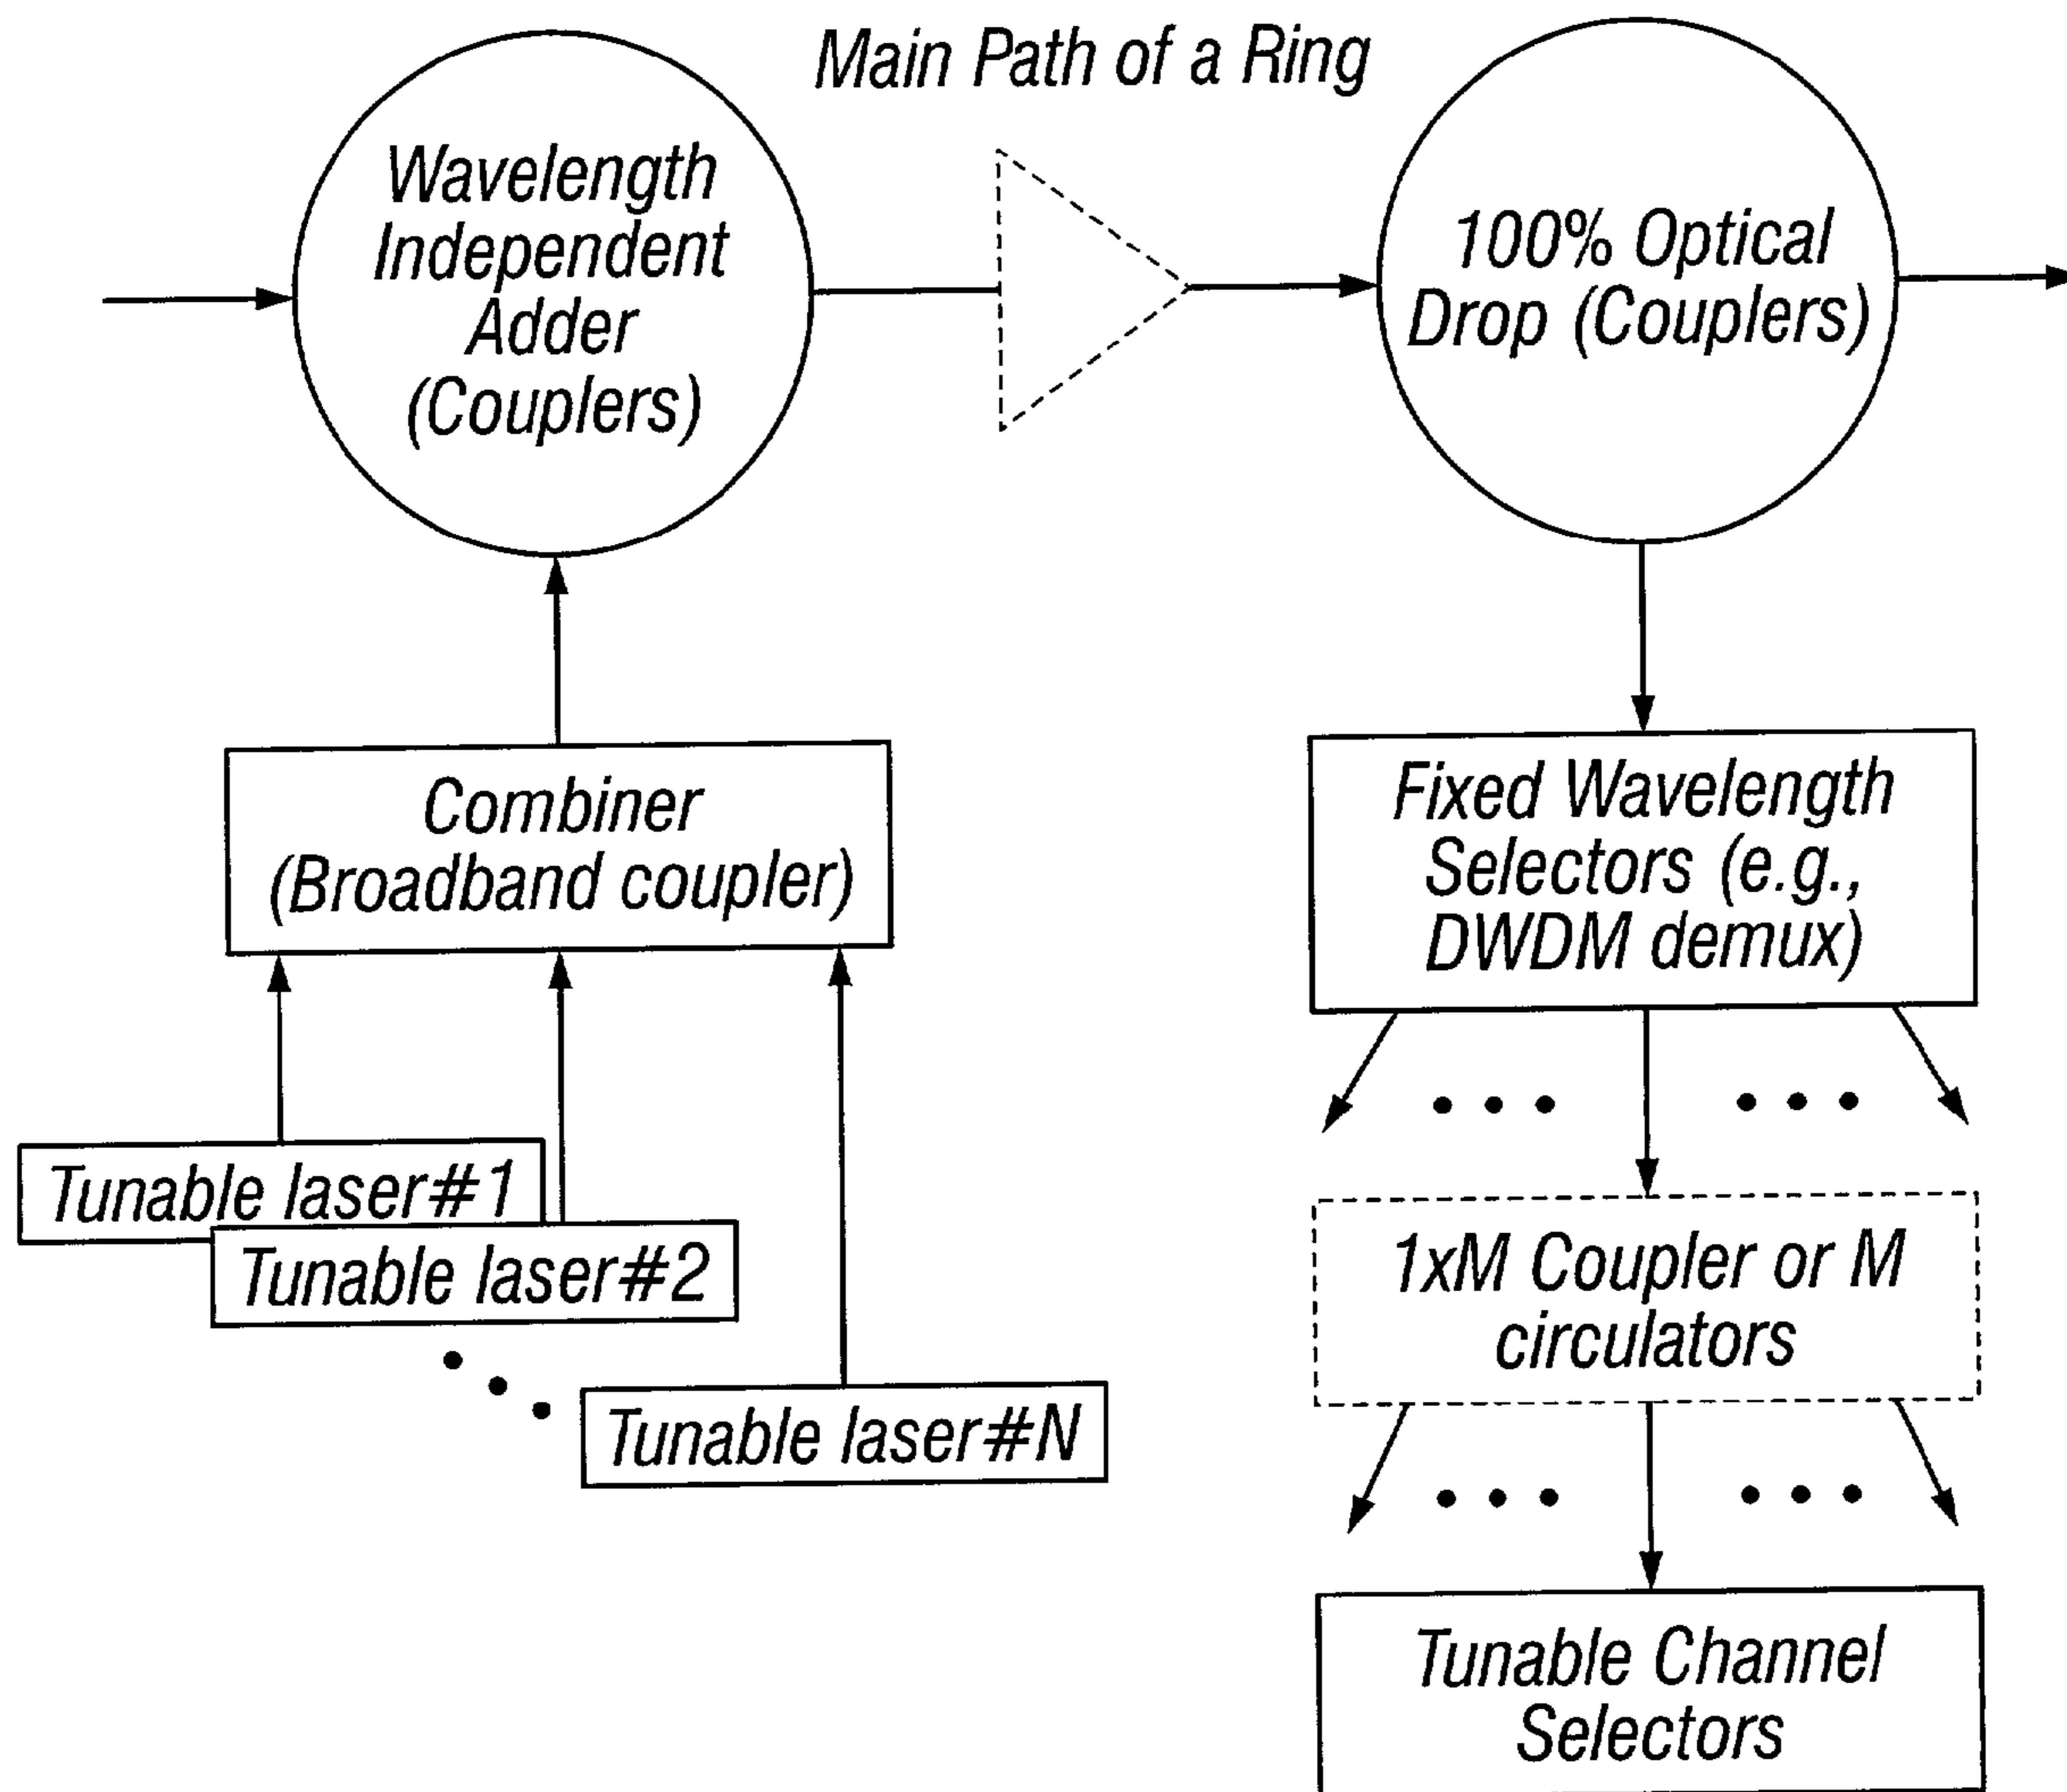 Main Path of a Ring
Wavelength
Independent
Adder
(Couplers)
100% Optical
Drop (Couplers)
Combiner
(Broadband coupler)
Fixed Wavelength
Selectors (e.g.,
DWDM demux)
Tunable laser#1
Tunable laser#2
Tunable laser#N
1xM Coupler or M
circulators
Tunable Channel
Selectors